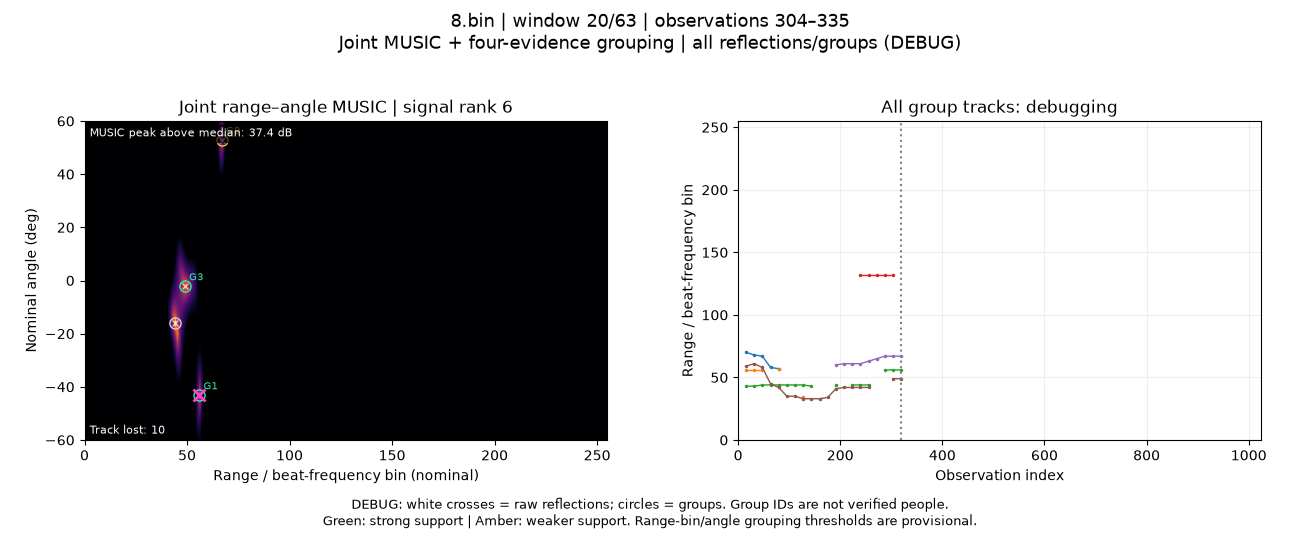 8.bin | window 20/63 | observations 304–335
Joint MUSIC + four-evidence grouping | all reflections/groups (DEBUG)
Joint range–angle MUSIC | signal rank 6
MUSIC peak above median: 37.4 dB
G3
G1
Track lost: 10
60
40
20
0
−20
−40
−60
0
50
100
150
200
250
Nominal angle (deg)
Range / beat-frequency bin (nominal)
All group tracks: debugging
250
200
150
100
50
0
0
200
400
600
800
1000
Range / beat-frequency bin
Observation index
DEBUG: white crosses = raw reflections; circles = groups. Group IDs are not verified people.
Green: strong support | Amber: weaker support. Range-bin/angle grouping thresholds are provisional.